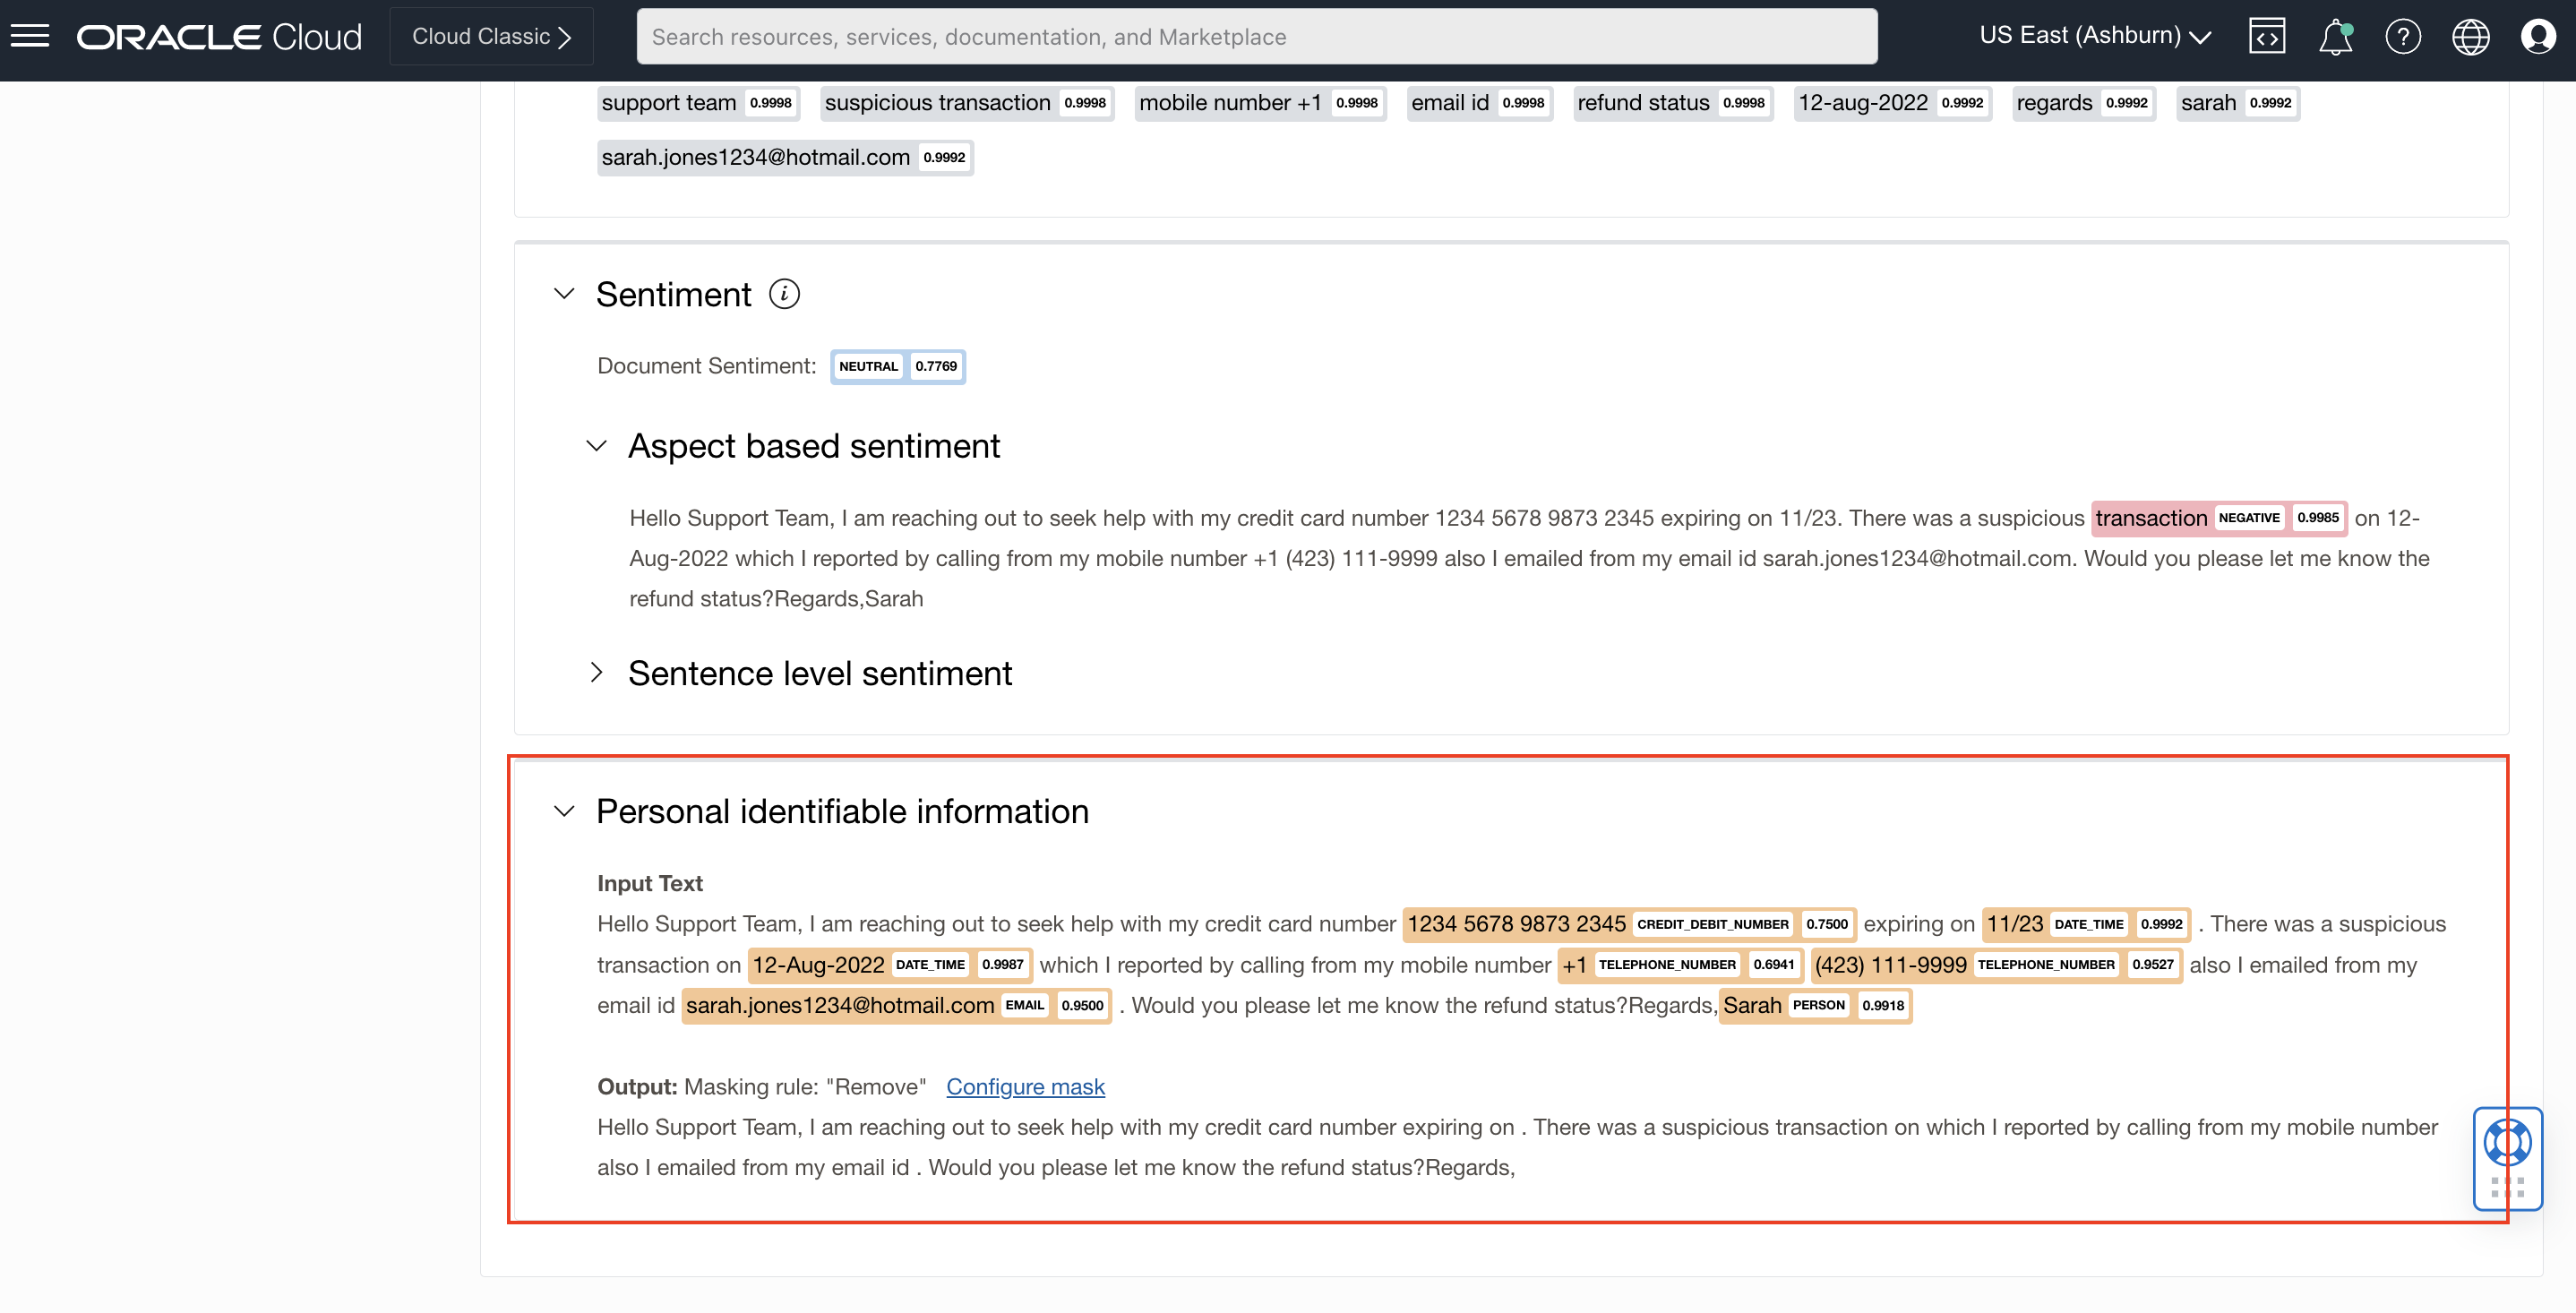 ORACLE Cloud Cloud Classic Search resources, services, documentation, and Marketplace US East (Ashburn)
support team 0.9998 suspicious transaction 0.9998 mobile number +1 0.9998 email id 0.9998 refund status 0.9998 12-aug-2022 0.9992 regards 0.9992 sarah 0.9992
sarah.jones1234@hotmail.com 0.9992
Sentiment i
Document Sentiment: NEUTRAL 0.7769
Aspect based sentiment
Hello Support Team, I am reaching out to seek help with my credit card number 1234 5678 9873 2345 expiring on 11/23. There was a suspicious transaction NEGATIVE 0.9985 on 12-
Aug-2022 which I reported by calling from my mobile number +1 (423) 111-9999 also I emailed from my email id sarah.jones1234@hotmail.com. Would you please let me know the
refund status?Regards,Sarah
Sentence level sentiment
Personal identifiable information
Input Text
Hello Support Team, I am reaching out to seek help with my credit card number 1234 5678 9873 2345 CREDIT_DEBIT_NUMBER 0.7500 expiring on 11/23 DATE_TIME 0.9992 . There was a suspicious
transaction on 12-Aug-2022 DATE_TIME 0.9987 which I reported by calling from my mobile number +1 TELEPHONE_NUMBER 0.6941 (423) 111-9999 TELEPHONE_NUMBER 0.9527 also I emailed from my
email id sarah.jones1234@hotmail.com EMAIL 0.9500 . Would you please let me know the refund status?Regards,Sarah PERSON 0.9918
Output: Masking rule: "Remove" Configure mask
Hello Support Team, I am reaching out to seek help with my credit card number expiring on . There was a suspicious transaction on which I reported by calling from my mobile number
also I emailed from my email id . Would you please let me know the refund status?Regards,